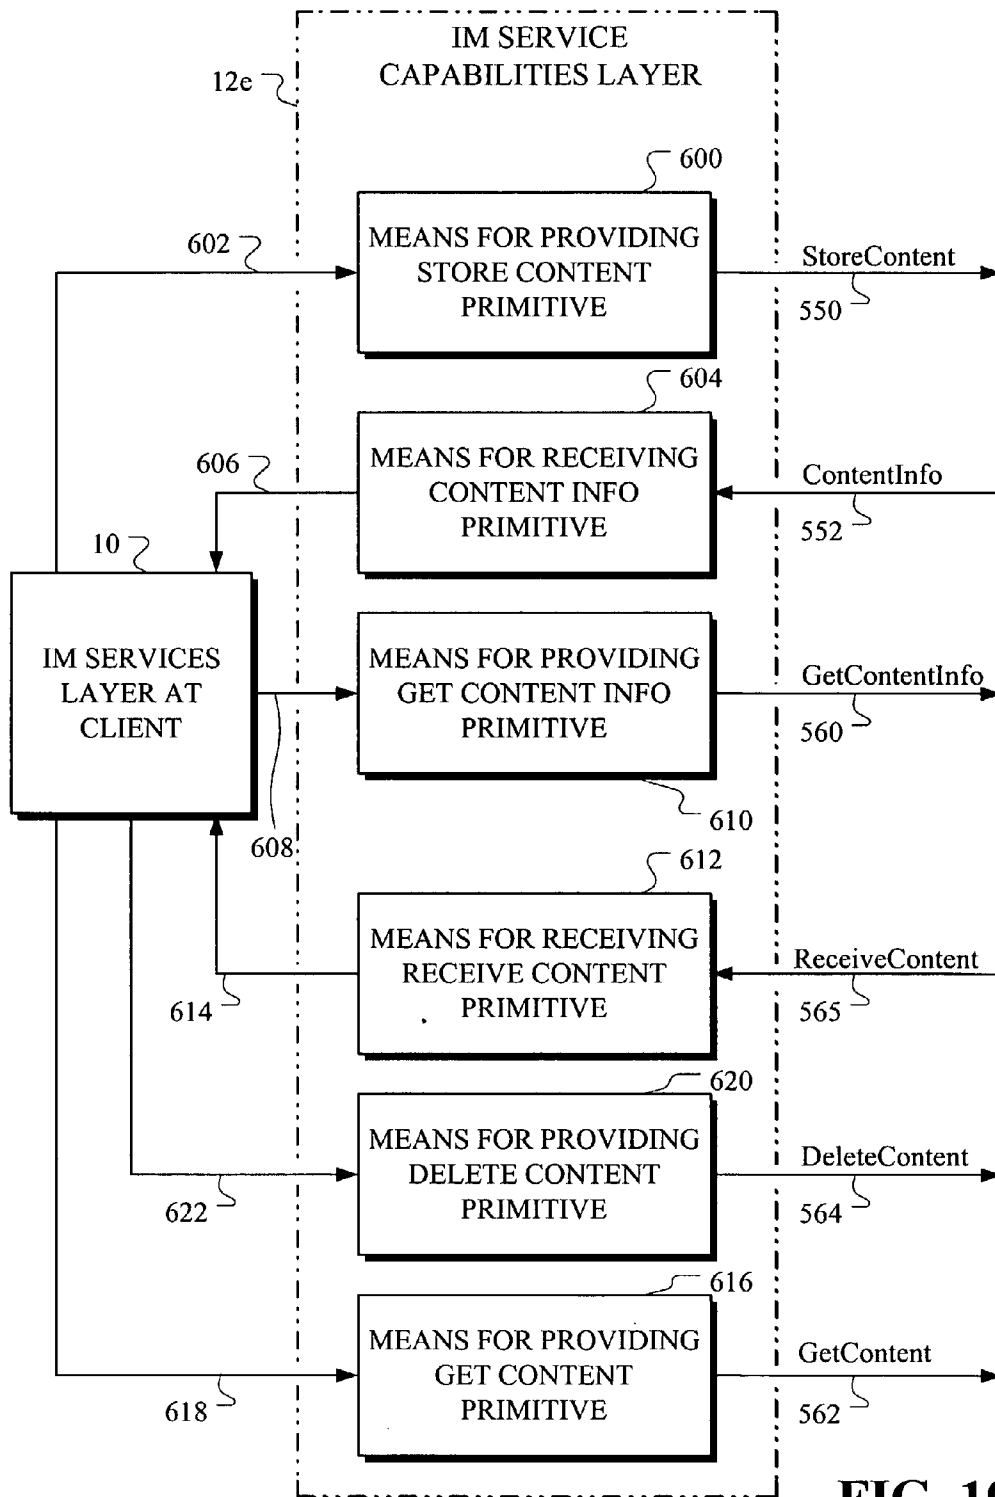 IM SERVICE
CAPABILITIES LAYER
12e
600
602
MEANS FOR PROVIDING
STORE CONTENT
PRIMITIVE
StoreContent
550
604
606
MEANS FOR RECEIVING
CONTENT INFO
PRIMITIVE
ContentInfo
552
10
IM SERVICES
LAYER AT
CLIENT
MEANS FOR PROVIDING
GET CONTENT INFO
PRIMITIVE
GetContentInfo
560
608
610
612
MEANS FOR RECEIVING
RECEIVE CONTENT
PRIMITIVE
ReceiveContent
565
614
620
MEANS FOR PROVIDING
DELETE CONTENT
PRIMITIVE
DeleteContent
564
622
616
MEANS FOR PROVIDING
GET CONTENT
PRIMITIVE
GetContent
562
618
FIG.